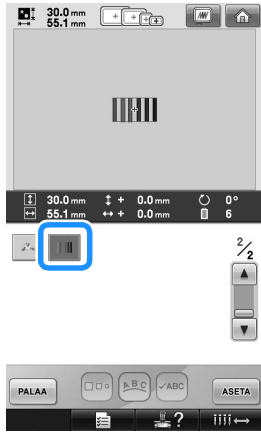 30.0 mm
55.1 mm
30.0 mm + 0.0 mm 0°
55.1 mm + 0.0 mm 6
2/2
ABC ABC
PALAA ASETA
?